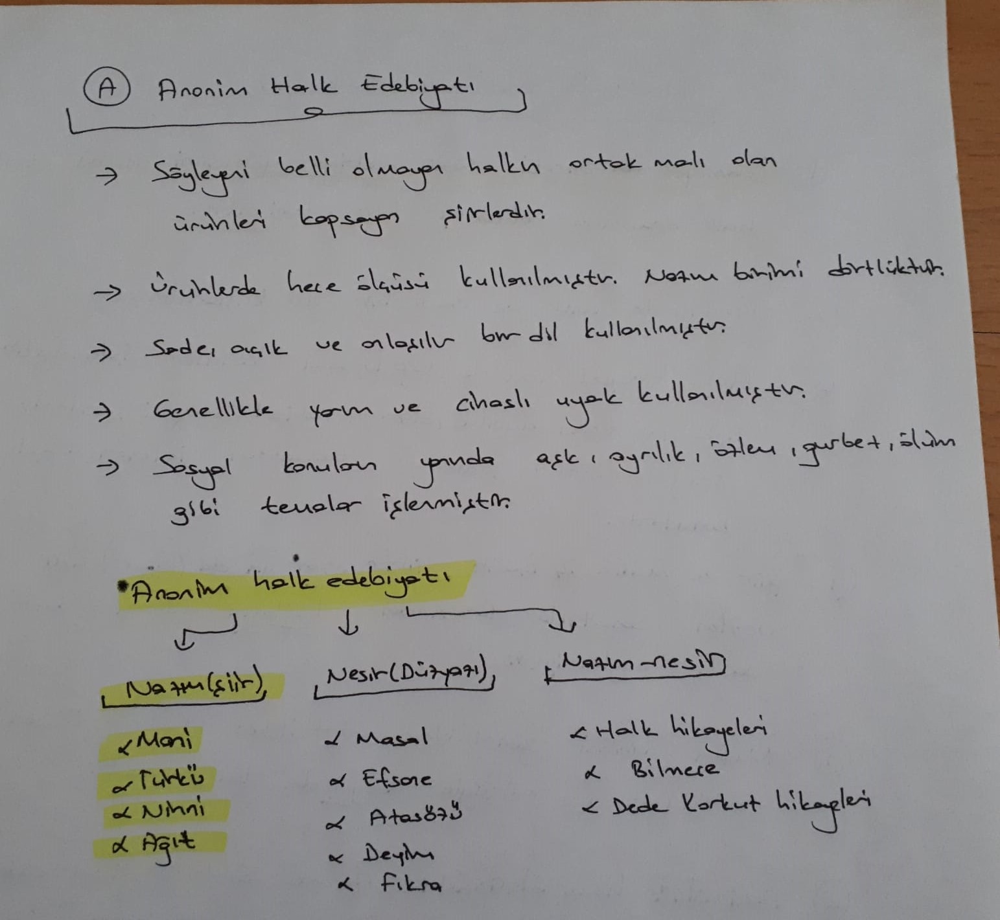 A Anonim Halk Edebiyatı
→ Söyleyeni belli olmayan halkın ortak malı olan
ürünleri kapsayan şiirlerdir.
→ Ürünlerde hece ölçüsü kullanılmıştır. Nazım birimi dörtlüktür.
→ Sade, açık ve anlaşılır bir dil kullanılmıştır.
→ Genellikle yarım ve cinaslı uyak kullanılmıştır.
→ Sosyal konuların yanında aşk, ayrılık, özlem, gurbet, ölüm
gibi temalar işlenmiştir.
Anonim halk edebiyatı
Nazım (şiir) Nesir (Düzyazı) Nazım-nesir
Mani
Türkü
Ninni
Ağıt
Masal
Efsane
Atasözü
Deyim
Fıkra
Halk hikayeleri
Bilmece
Dede Korkut hikayeleri